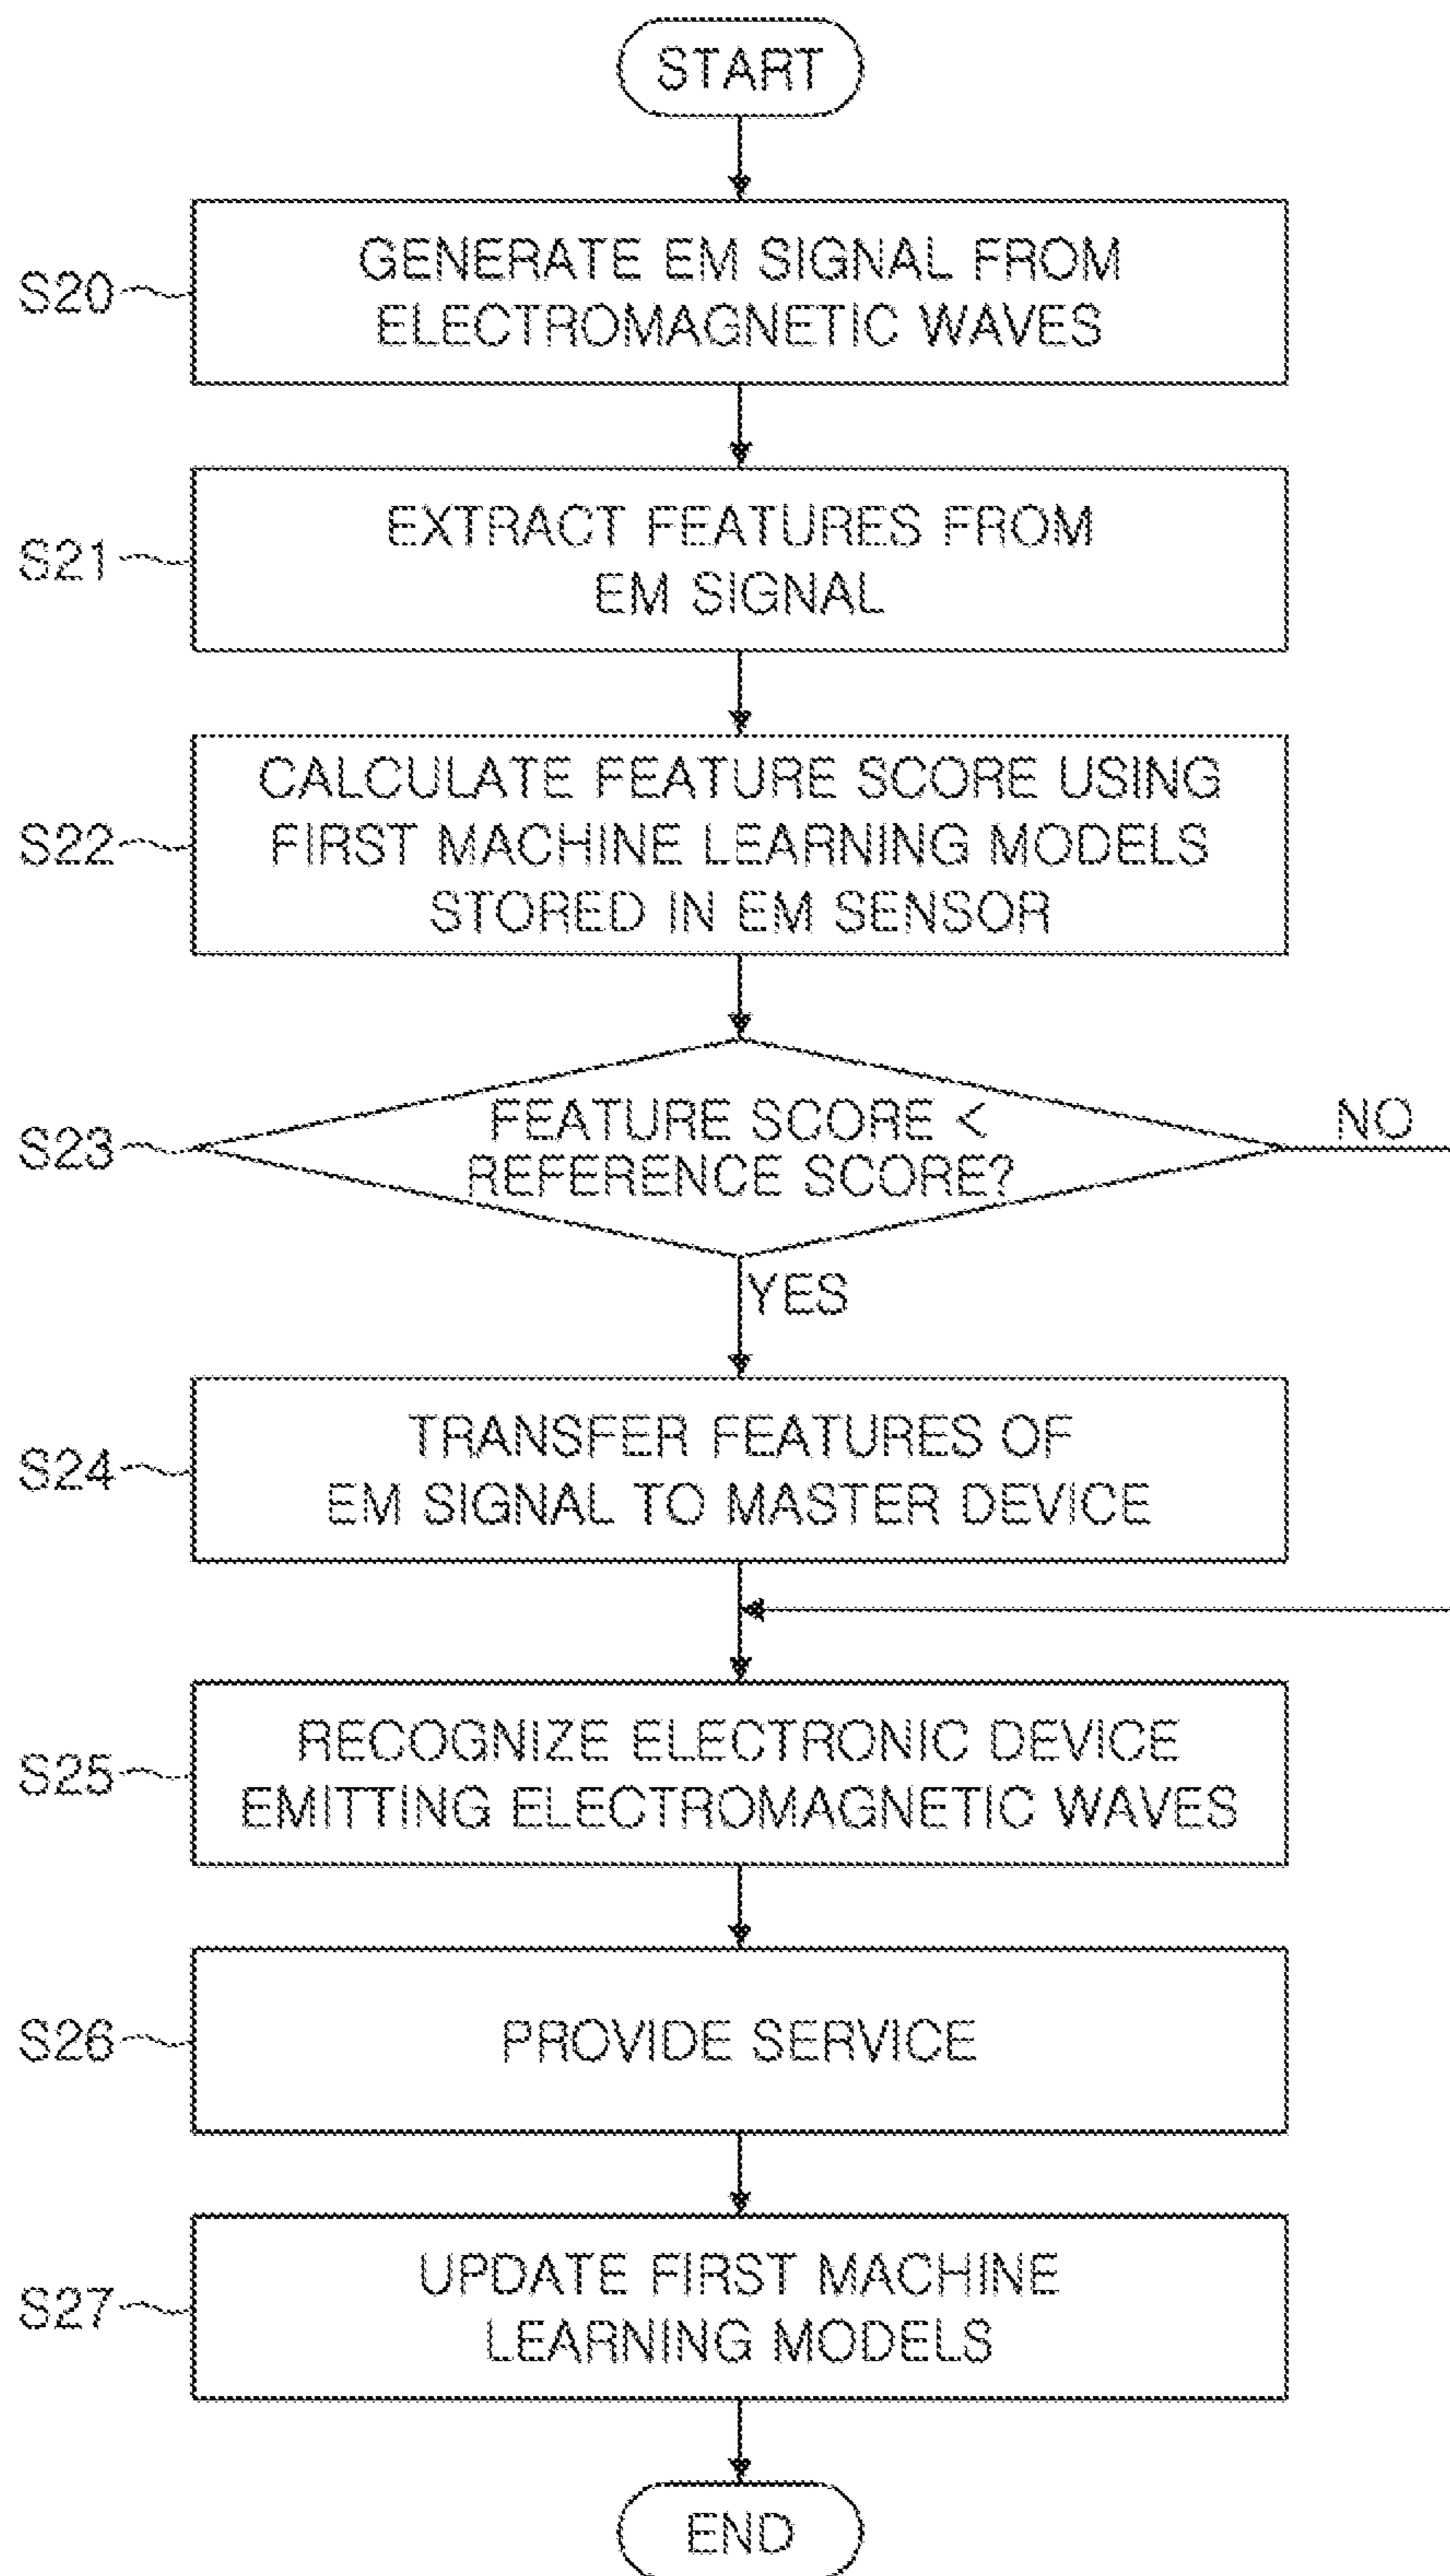 START
S20
GENERATE EM SIGNAL FROM
ELECTROMAGNETIC WAVES
S21
EXTRACT FEATURES FROM
EM SIGNAL
S22
CALCULATE FEATURE SCORE USING
FIRST MACHINE LEARNING MODELS
STORED IN EM SENSOR
S23
FEATURE SCORE <
REFERENCE SCORE?
NO
YES
S24
TRANSFER FEATURES OF
EM SIGNAL TO MASTER DEVICE
S25
RECOGNIZE ELECTRONIC DEVICE
EMITTING ELECTROMAGNETIC WAVES
S26
PROVIDE SERVICE
S27
UPDATE FIRST MACHINE
LEARNING MODELS
END